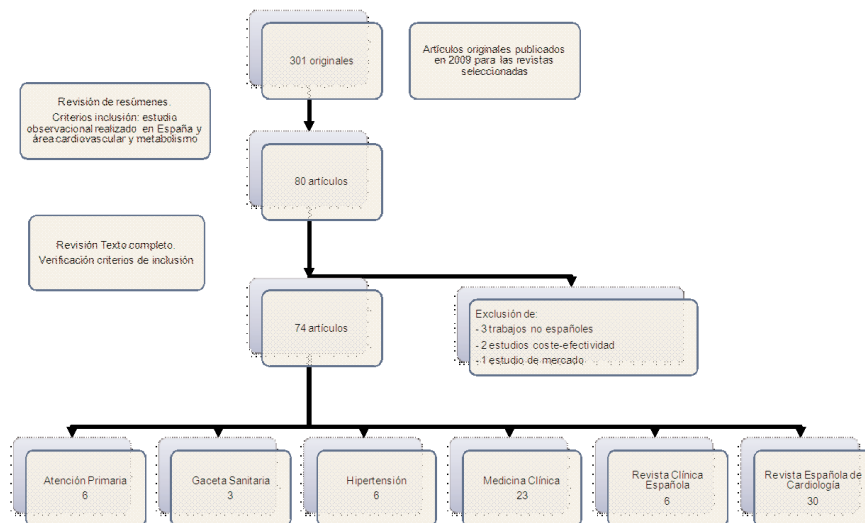 301 originales
Artículos originales publicados
en 2009 para las revistas
seleccionadas
Revisión de resúmenes.
Criterios inclusión: estudio
observacional realizado en España y
área cardiovascular y metabolismo
80 artículos
Revisión Texto completo.
Verificación criterios de inclusión
74 artículos
Exclusión de:
- 3 trabajos no españoles
- 2 estudios coste-efectividad
- 1 estudio de mercado
Atención Primaria
6
Gaceta Sanitaria
3
Hipertensión
6
Medicina Clínica
23
Revista Clínica
Española
6
Revista Española de
Cardiología
30